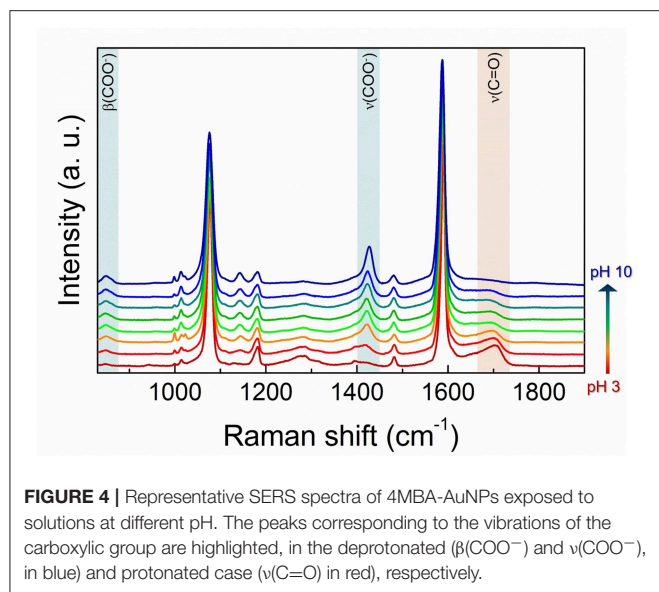 β(COO⁻)
ν(COO⁻)
ν(C=O)
Intensity (a. u.)
pH 10
pH 3
1000 1200 1400 1600 1800
Raman shift (cm⁻¹)
FIGURE 4 | Representative SERS spectra of 4MBA-AuNPs exposed to
solutions at different pH. The peaks corresponding to the vibrations of the
carboxylic group are highlighted, in the deprotonated (β(COO⁻) and ν(COO⁻),
in blue) and protonated case (ν(C=O) in red), respectively.